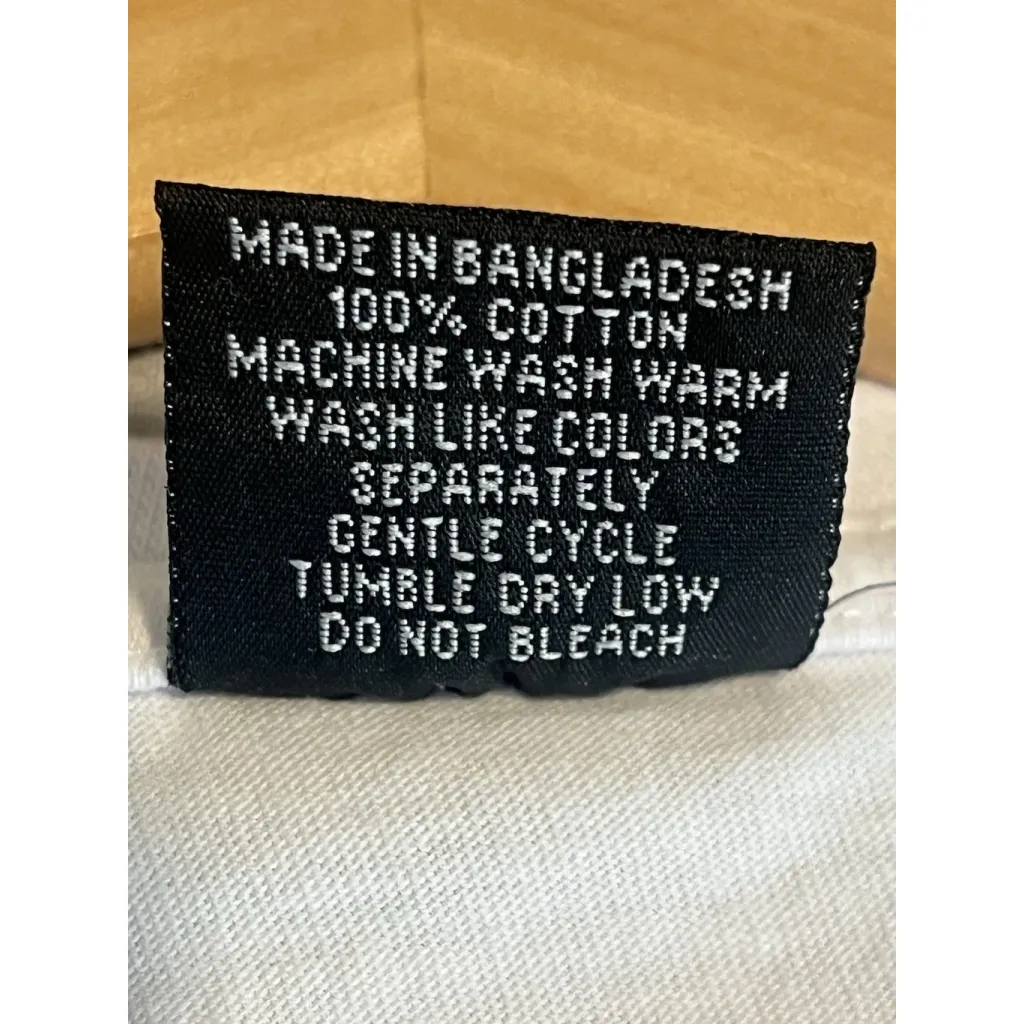 MADE IN BANGLADESH
100% COTTON
MACHINE WASH WARM
WASH LIKE COLORS
SEPARATELY
GENTLE CYCLE
TUMBLE DRY LOW
DO NOT BLEACH